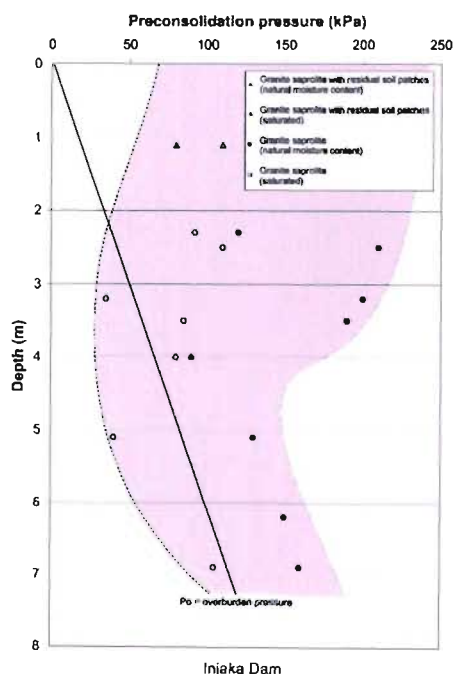 Preconsolidation pressure (kPa)
0 50 100 150 200 250
0
Granite saprolite with residual soil patches
(natural moisture content)
Granite saprolite with residual soil patches
(saturated)
Granite saprolite
(natural moisture content)
Granite saprolite
(saturated)
1
2
3
Depth (m)
4
5
6
7
Po = overburden pressure
8
Injaka Dam